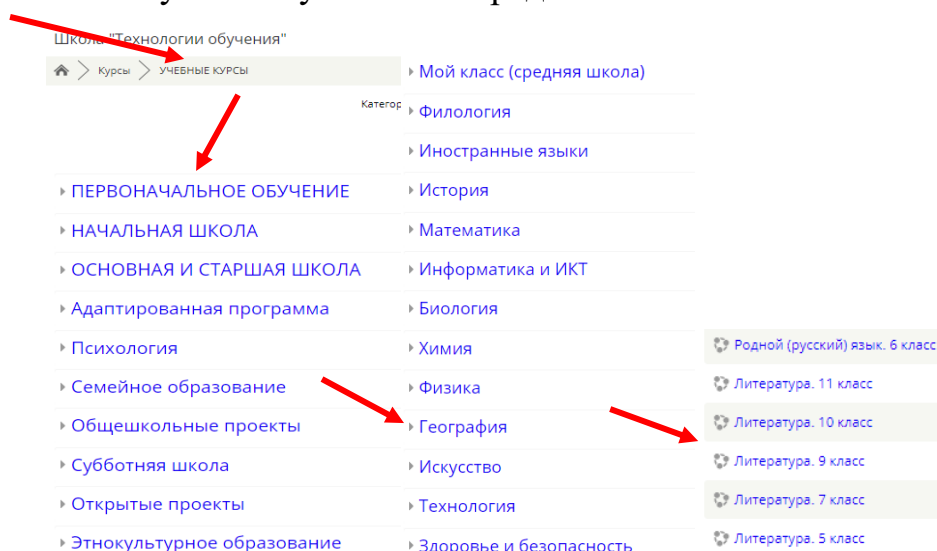 Школа "Технологии обучения"
Курсы УЧЕБНЫЕ КУРСЫ
Категор
ПЕРВОНАЧАЛЬНОЕ ОБУЧЕНИЕ
НАЧАЛЬНАЯ ШКОЛА
ОСНОВНАЯ И СТАРШАЯ ШКОЛА
Адаптированная программа
Психология
Семейное образование
Общешкольные проекты
Субботняя школа
Открытые проекты
Этнокультурное образование
Мой класс (средняя школа)
Филология
Иностранные языки
История
Математика
Информатика и ИКТ
Биология
Химия
Физика
География
Искусство
Технология
Здоровье и безопасность
Родной (русский) язык. 6 класс
Литература. 11 класс
Литература. 10 класс
Литература. 9 класс
Литература. 7 класс
Литература. 5 класс